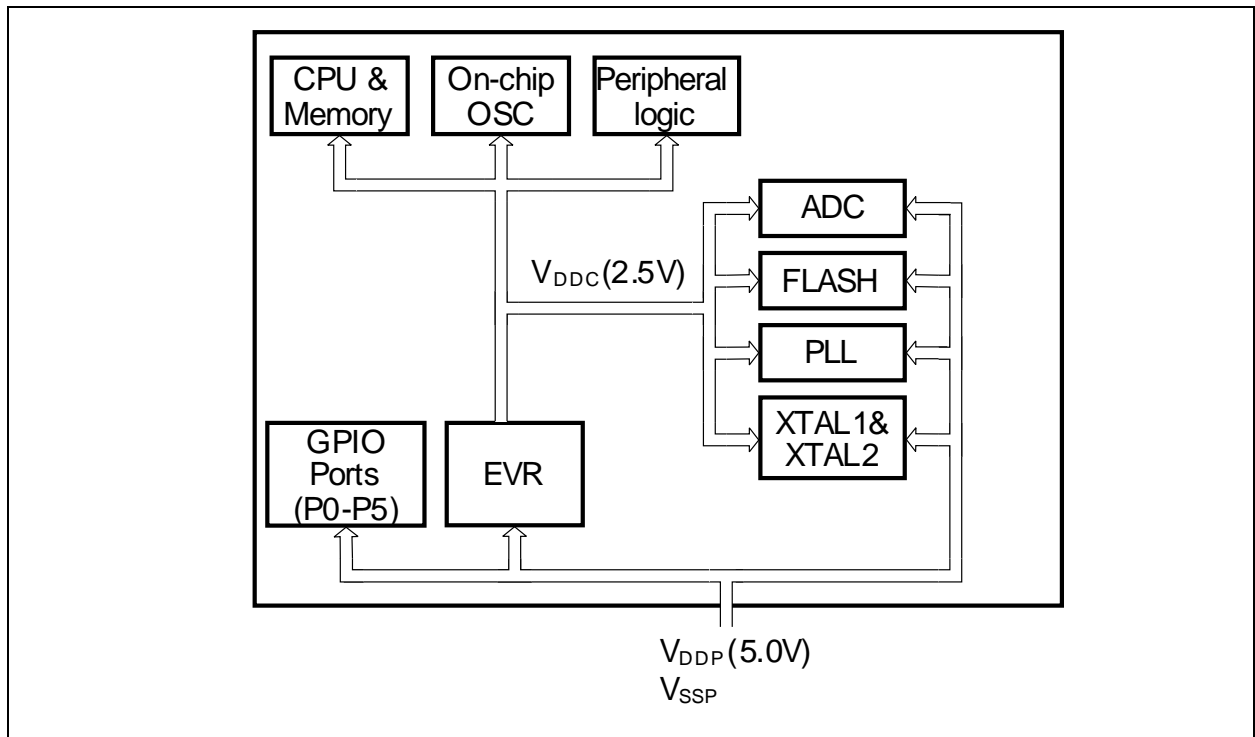 CPU &
Memory
On-chip
OSC
Peripheral
logic
ADC
VDDC(2.5V)
FLASH
PLL
XTAL1&
XTAL2
GPIO
Ports
(P0-P5)
EVR
VDDP(5.0V)
VSSP